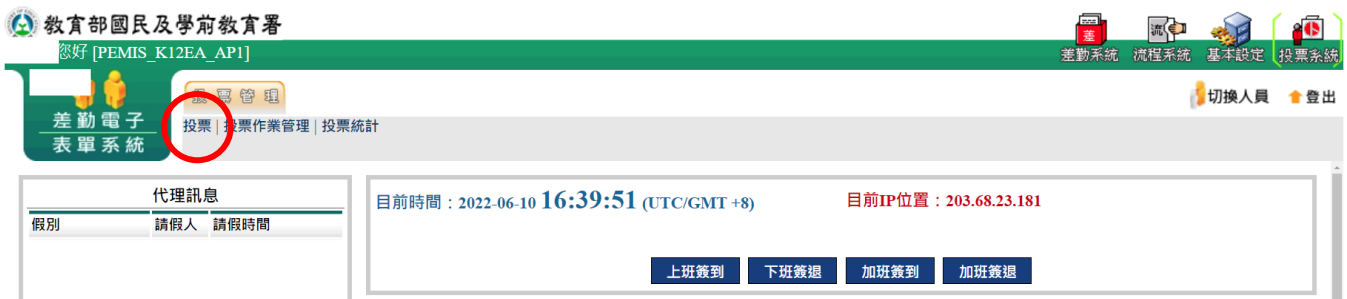 教育部國民及學前教育署
您好 [PEMIS_K12EA_AP1]
差
流
差勤系統 流程系統 基本設定 投票系統
投票管理
切換人員 登出
差勤電子
表單系統
投票 | 投票作業管理 | 投票統計
代理訊息
假別 請假人 請假時間
目前時間：2022-06-10 16:39:51 (UTC/GMT +8) 目前IP位置：203.68.23.181
上班簽到 下班簽退 加班簽到 加班簽退